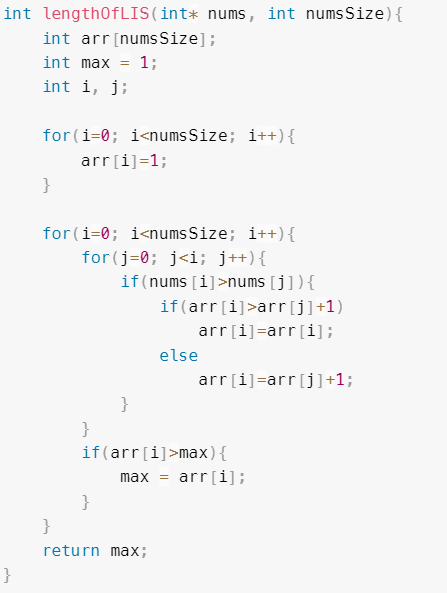 int lengthOfLIS(int* nums, int numsSize){
    int arr[numsSize];
    int max = 1;
    int i, j;

    for(i=0; i<numsSize; i++){
        arr[i]=1;
    }

    for(i=0; i<numsSize; i++){
        for(j=0; j<i; j++){
            if(nums[i]>nums[j]){
                if(arr[i]>arr[j]+1)
                    arr[i]=arr[i];
                else
                    arr[i]=arr[j]+1;
            }
        }
        if(arr[i]>max){
            max = arr[i];
        }
    }
    return max;
}